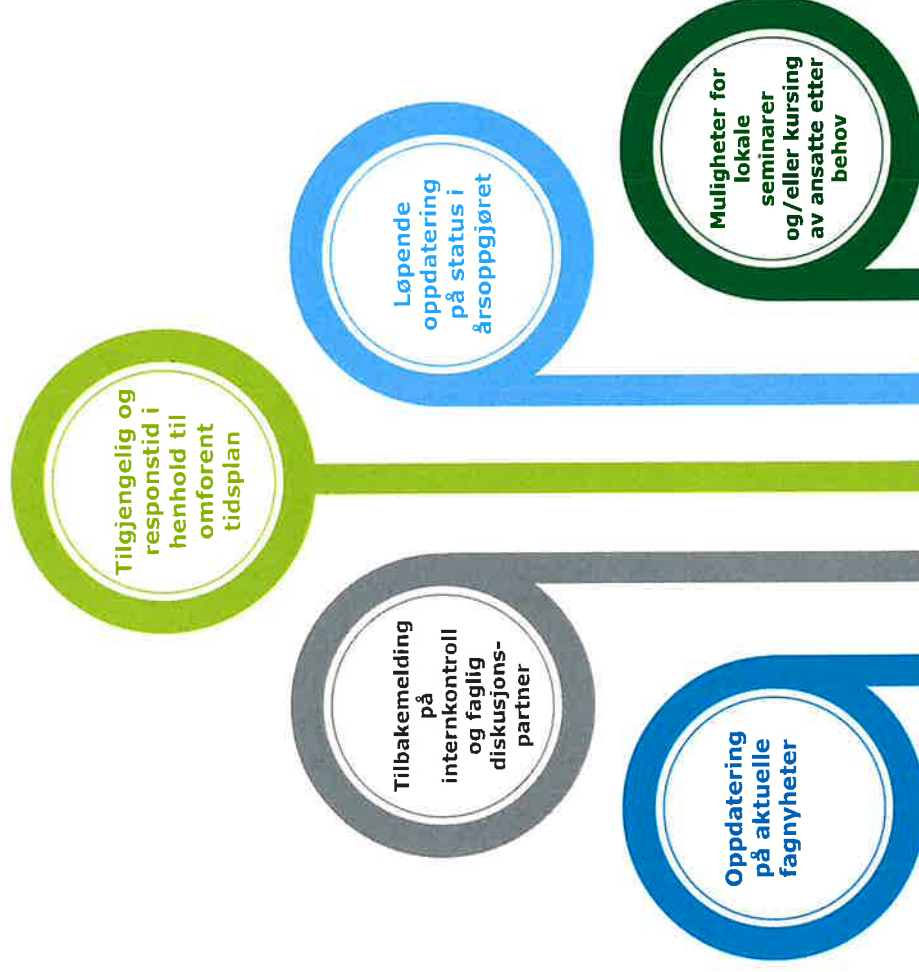 Oppdatering
på aktuelle
fagnyheter
Tilbakemelding
på
internkontroll
og faglig
diskusjons-
partner
Tilgjengelig og
responstid i
henhold til
omforent
tidsplan
Løpende
oppdatering
på status i
årsoppgjøret
Muligheter for
lokale
seminarer
og/eller kursing
av ansatte etter
behov